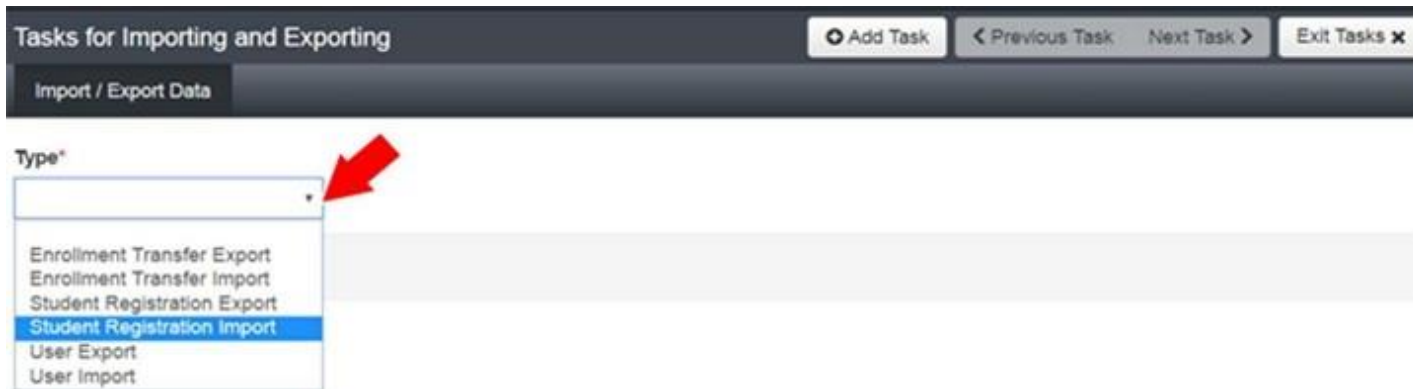 Tasks for Importing and Exporting
Add Task
Previous Task
Next Task
Exit Tasks x
Import / Export Data
Type*
Enrollment Transfer Export
Enrollment Transfer Import
Student Registration Export
Student Registration Import
User Export
User Import